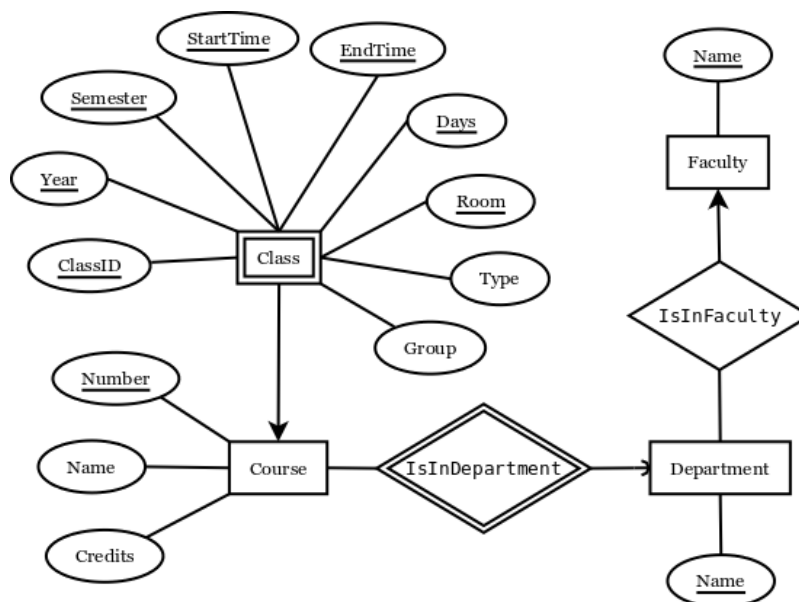 StartTime
EndTime
Name
Semester
Days
Faculty
Year
Room
Class
ClassID
Type
IsInFaculty
Group
Number
Name
Course
IsInDepartment
Department
Credits
Name